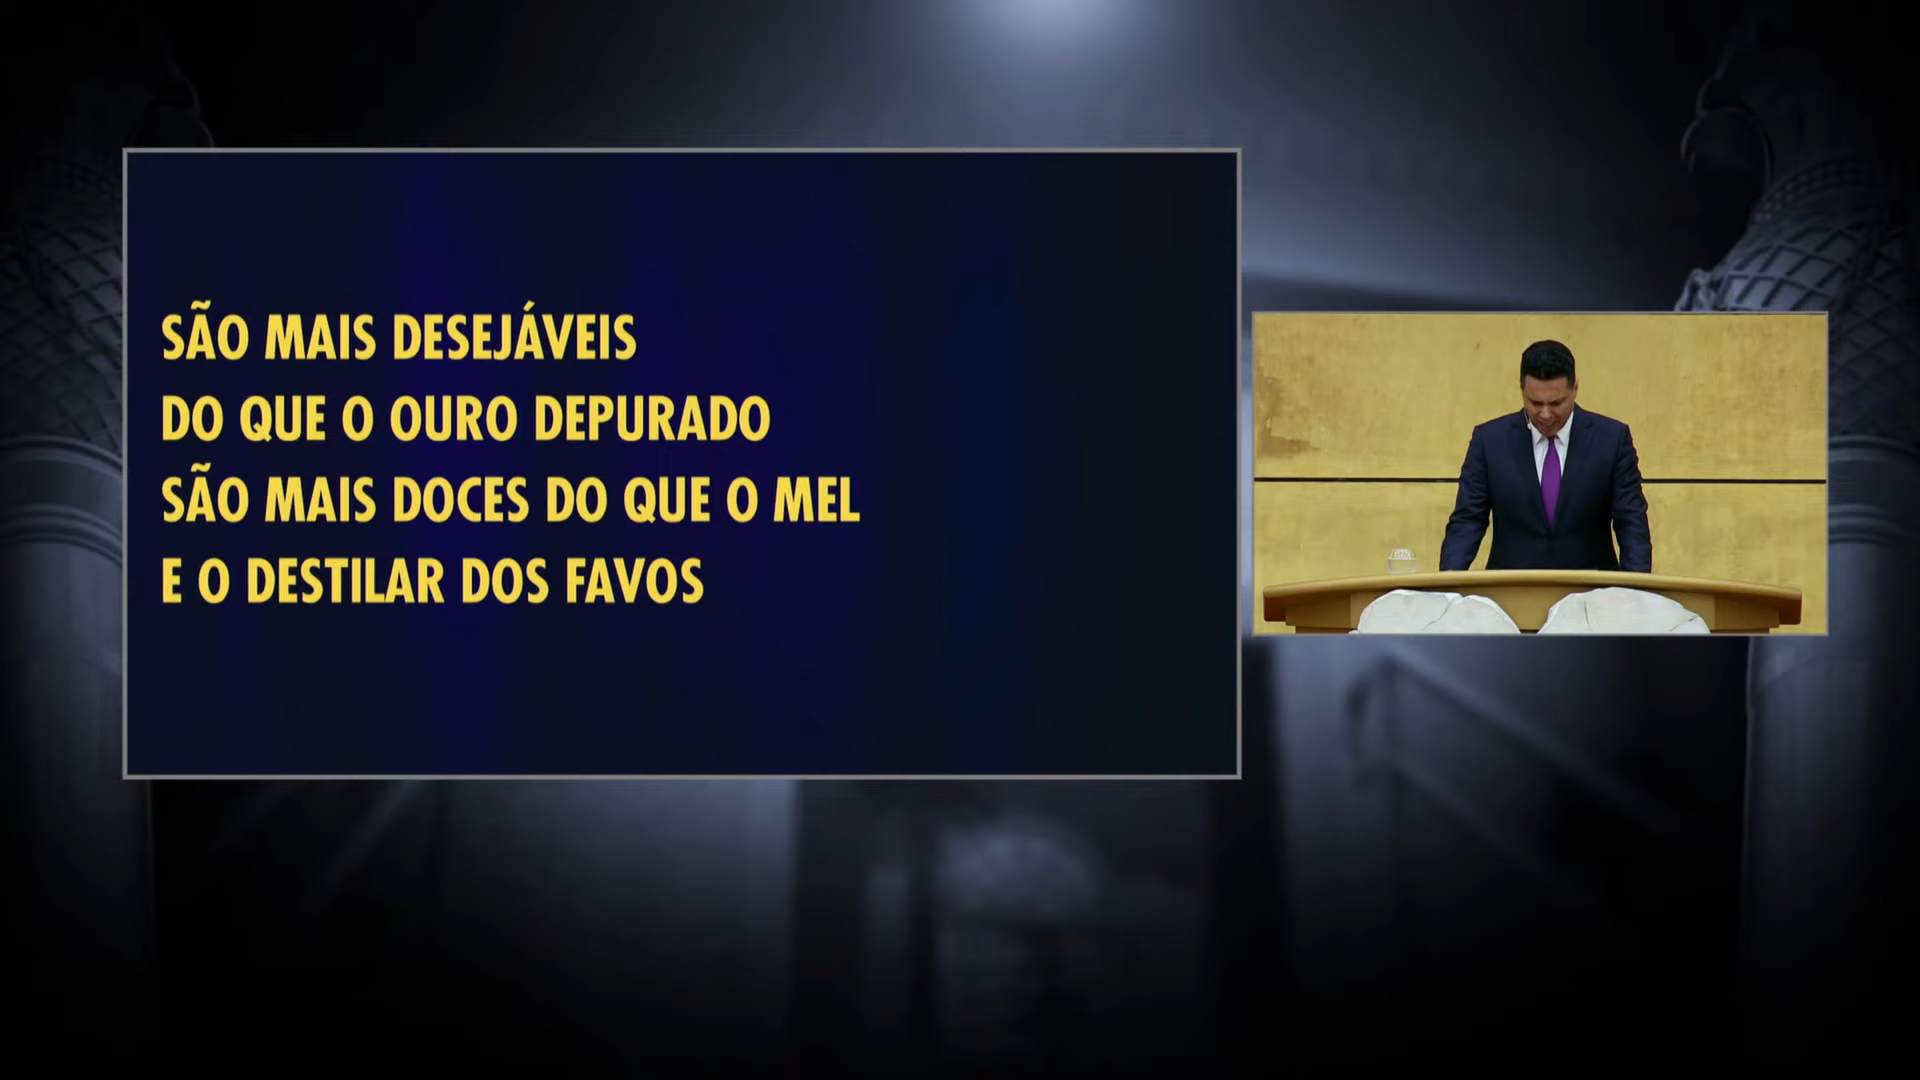 SÃO MAIS DESEJÁVEIS
DO QUE O OURO DEPURADO
SÃO MAIS DOCES DO QUE O MEL
E O DESTILAR DOS FAVOS